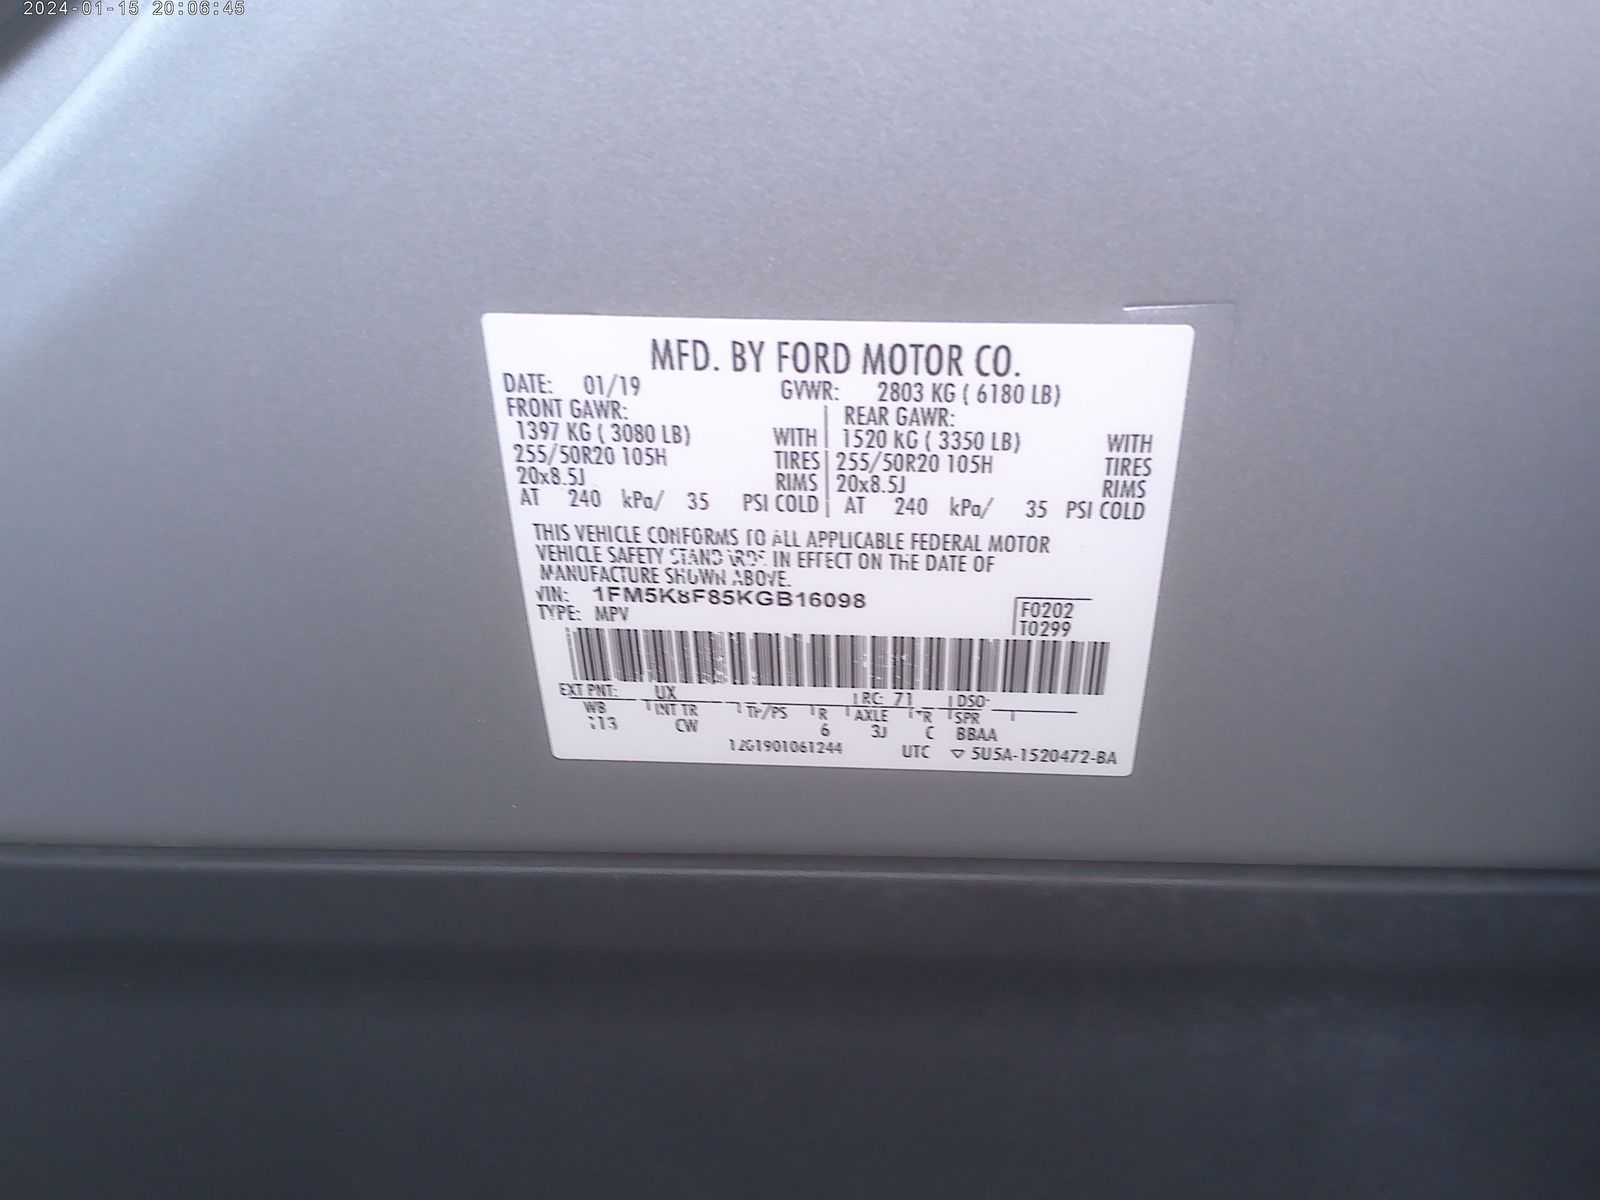 2024-01-15 20:06:45
MFD. BY FORD MOTOR CO.
DATE: 01/19 GVWR: 2803 KG ( 6180 LB)
FRONT GAWR: REAR GAWR:
1397 KG ( 3080 LB) WITH 1520 KG ( 3350 LB) WITH
255/50R20 105H TIRES 255/50R20 105H TIRES
20x8.5J RIMS 20x8.5J RIMS
AT 240 kPa/ 35 PSI COLD AT 240 kPa/ 35 PSI COLD
THIS VEHICLE CONFORMS TO ALL APPLICABLE FEDERAL MOTOR
VEHICLE SAFETY STANDARDS IN EFFECT ON THE DATE OF
MANUFACTURE SHOWN ABOVE.
VIN: 1FM5K8F85KGB16098
TYPE: MPV
F0202
T0299
EXT PNT: UX RC: 71 DSO:
WB INT TR TP/PS R AXLE TR SPR
113 CW 6 3J C BBAA
12G1901061244 UTC ▽ 5U5A-1520472-BA